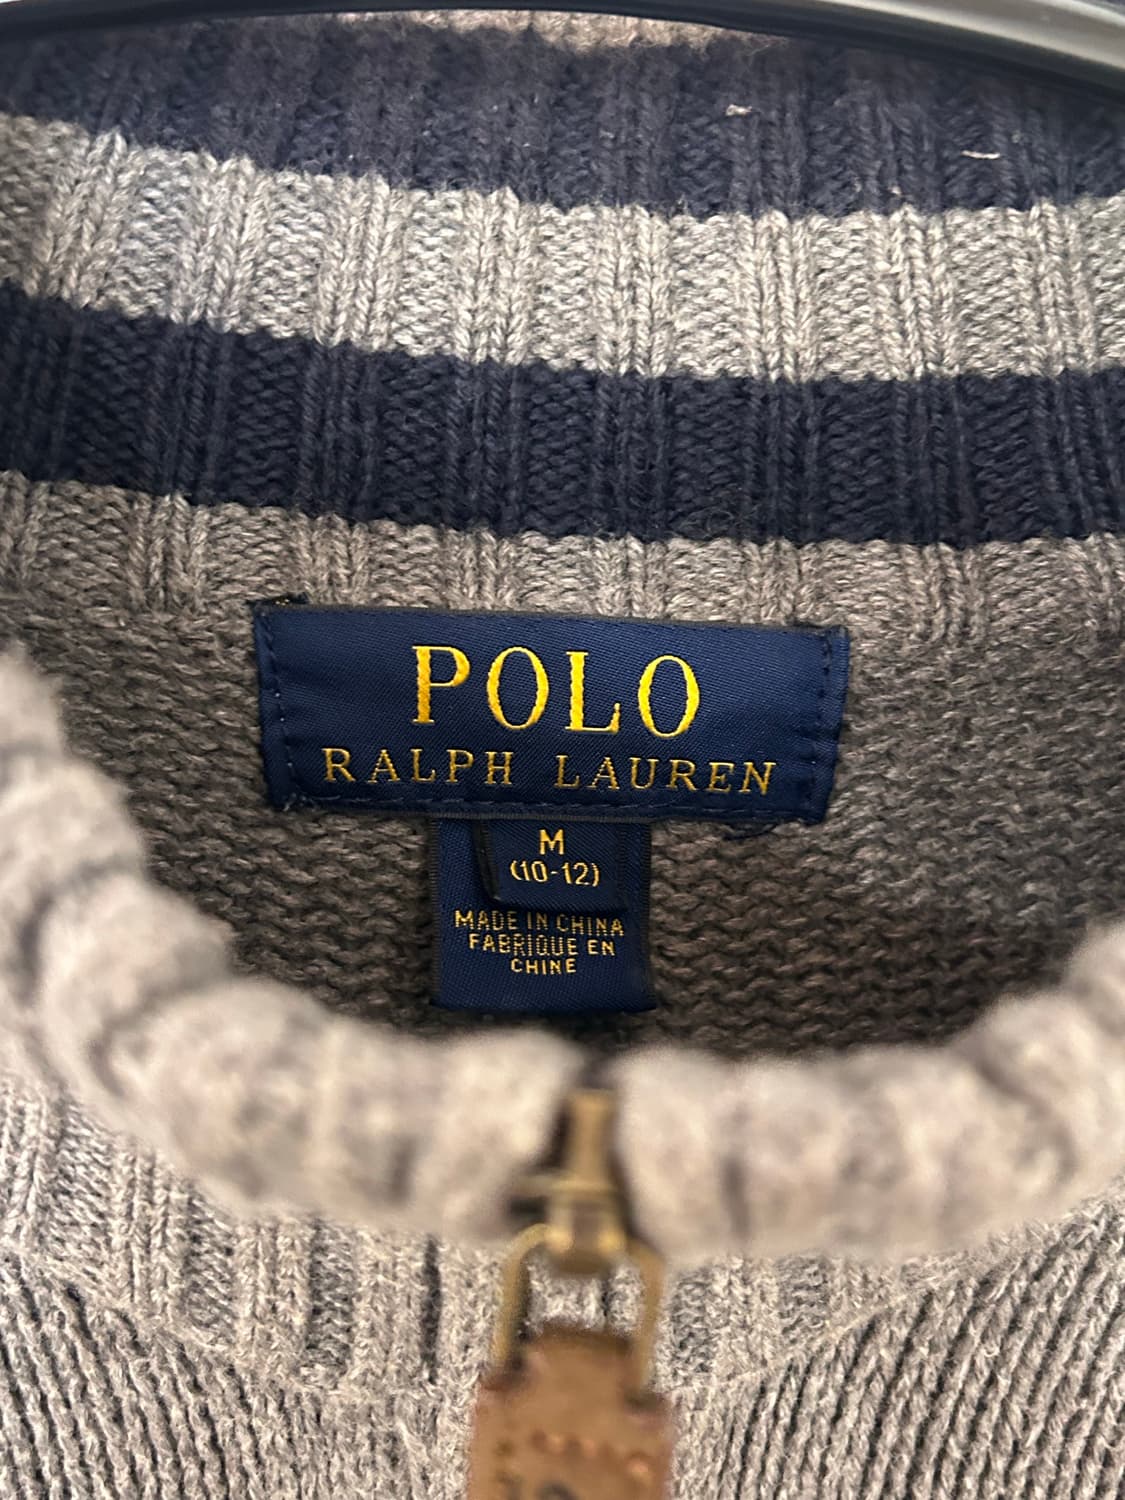 POLO
RALPH LAUREN
M
(10-12)
MADE IN CHINA
FABRIQUE EN
CHINE